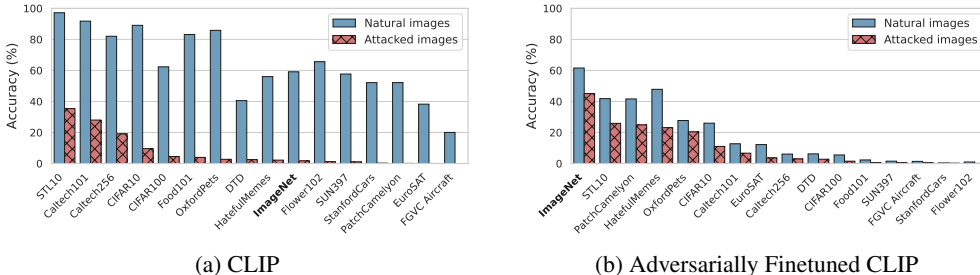 100
80
60
40
20
0
Accuracy (%)
Natural images
Attacked images
STL10
Caltech101
Caltech256
CIFAR10
CIFAR100
Food101
OxfordPets
DTD
HatefulMemes
ImageNet
Flower102
SUN397
StanfordCars
PatchCamelyon
EuroSAT
FGVC Aircraft
(a) CLIP
100
80
60
40
20
0
Accuracy (%)
Natural images
Attacked images
ImageNet
STL10
PatchCamelyon
HatefulMemes
OxfordPets
CIFAR10
Caltech101
EuroSAT
Caltech256
DTD
CIFAR100
Food101
SUN397
FGVC Aircraft
StanfordCars
Flower102
(b) Adversarially Finetuned CLIP